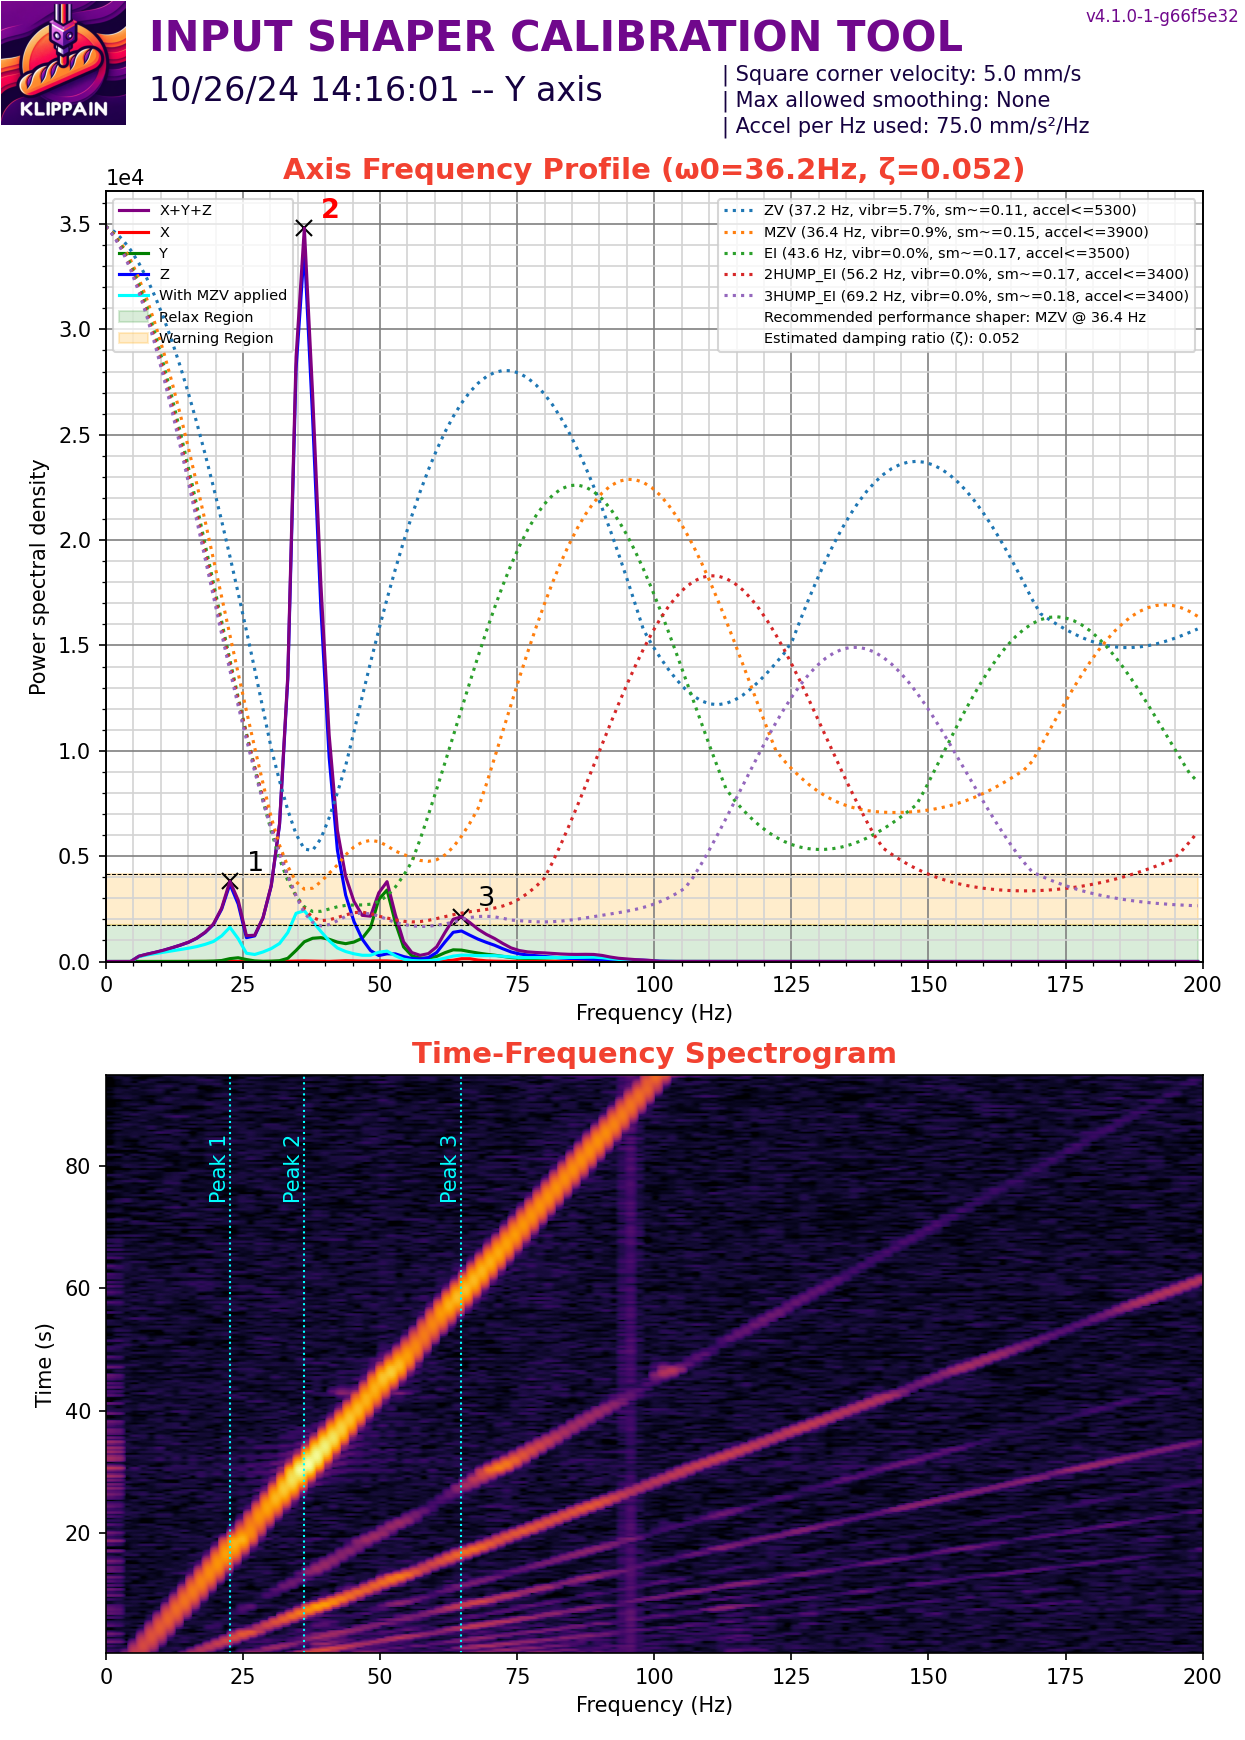 v4.1.0-1-g66f5e32
INPUT SHAPER CALIBRATION TOOL
10/26/24 14:16:01 -- Y axis
| Square corner velocity: 5.0 mm/s
| Max allowed smoothing: None
| Accel per Hz used: 75.0 mm/s²/Hz
KLIPPAIN
Axis Frequency Profile (ω0=36.2Hz, ζ=0.052)
1e4
X+Y+Z
X
Y
Z
With MZV applied
Relax Region
Warning Region
2
ZV (37.2 Hz, vibr=5.7%, sm~=0.11, accel<=5300)
MZV (36.4 Hz, vibr=0.9%, sm~=0.15, accel<=3900)
EI (43.6 Hz, vibr=0.0%, sm~=0.17, accel<=3500)
2HUMP_EI (56.2 Hz, vibr=0.0%, sm~=0.17, accel<=3400)
3HUMP_EI (69.2 Hz, vibr=0.0%, sm~=0.18, accel<=3400)
Recommended performance shaper: MZV @ 36.4 Hz
Estimated damping ratio (ζ): 0.052
3.5
3.0
2.5
2.0
1.5
1.0
0.5
0.0
Power spectral density
1
3
0 25 50 75 100 125 150 175 200
Frequency (Hz)
Time-Frequency Spectrogram
Peak 1
Peak 2
Peak 3
80
60
40
20
Time (s)
0 25 50 75 100 125 150 175 200
Frequency (Hz)